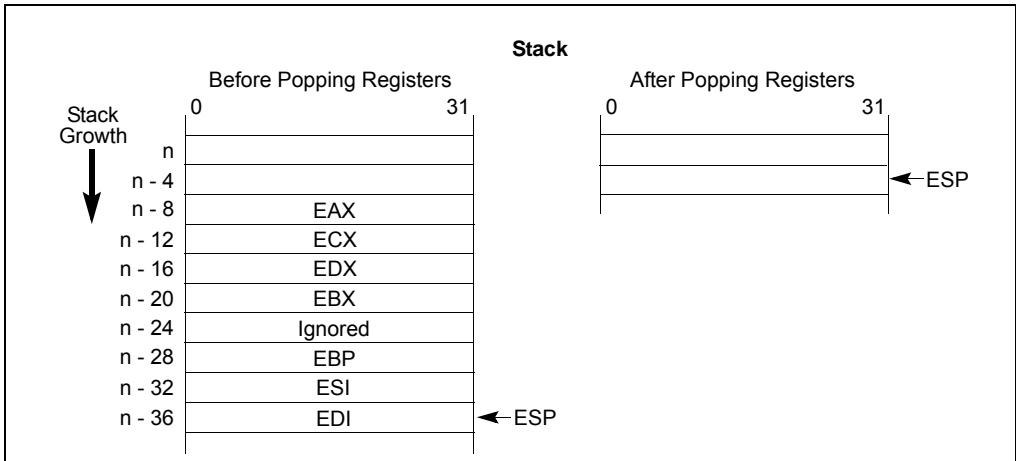 Stack
Before Popping Registers After Popping Registers
0 31 0 31
Stack
Growth
n
n - 4 ESP
n - 8 EAX
n - 12 ECX
n - 16 EDX
n - 20 EBX
n - 24 Ignored
n - 28 EBP
n - 32 ESI
n - 36 EDI ESP